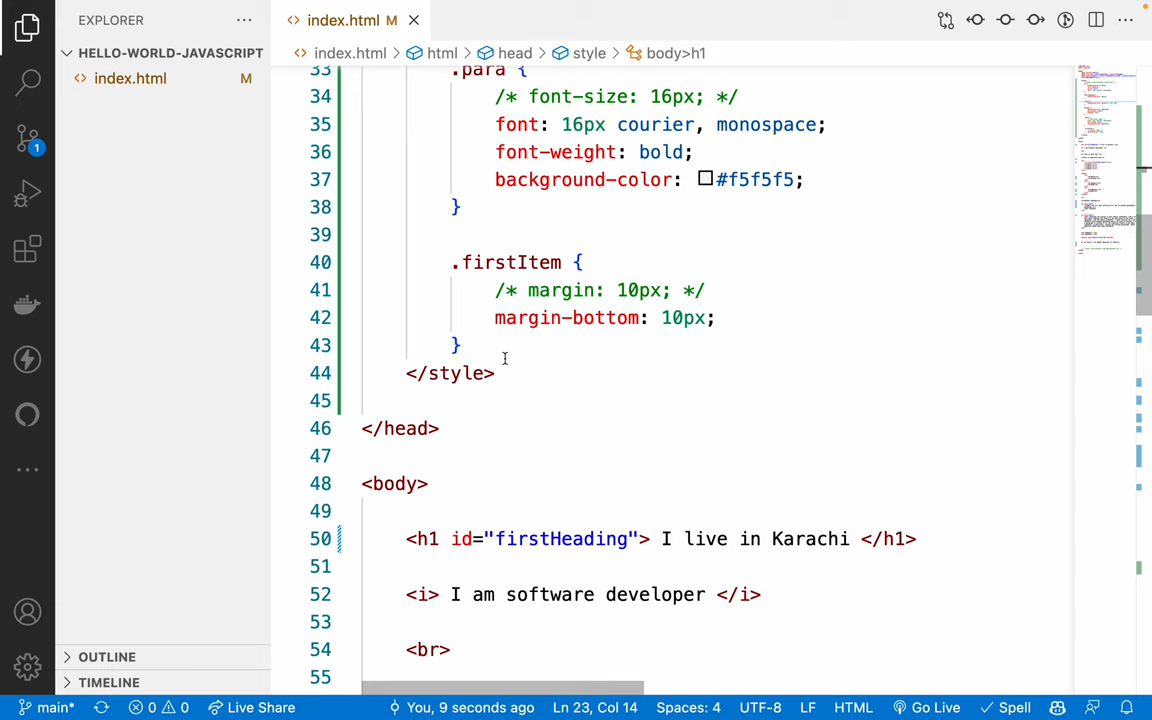 EXPLORER
index.html M
HELLO-WORLD-JAVASCRIPT
index.html M
index.html > html > head > style > body>h1
33 .para {
34 /* font-size: 16px; */
35 font: 16px courier, monospace;
36 font-weight: bold;
37 background-color: #f5f5f5;
38 }
39
40 .firstItem {
41 /* margin: 10px; */
42 margin-bottom: 10px;
43 }
44 </style>
45
46 </head>
47
48 <body>
49
50 <h1 id="firstHeading"> I live in Karachi </h1>
51
52 <i> I am software developer </i>
53
54 <br>
55
1
OUTLINE
TIMELINE
main* 0 0 Live Share You, 9 seconds ago Ln 23, Col 14 Spaces: 4 UTF-8 LF HTML Go Live Spell